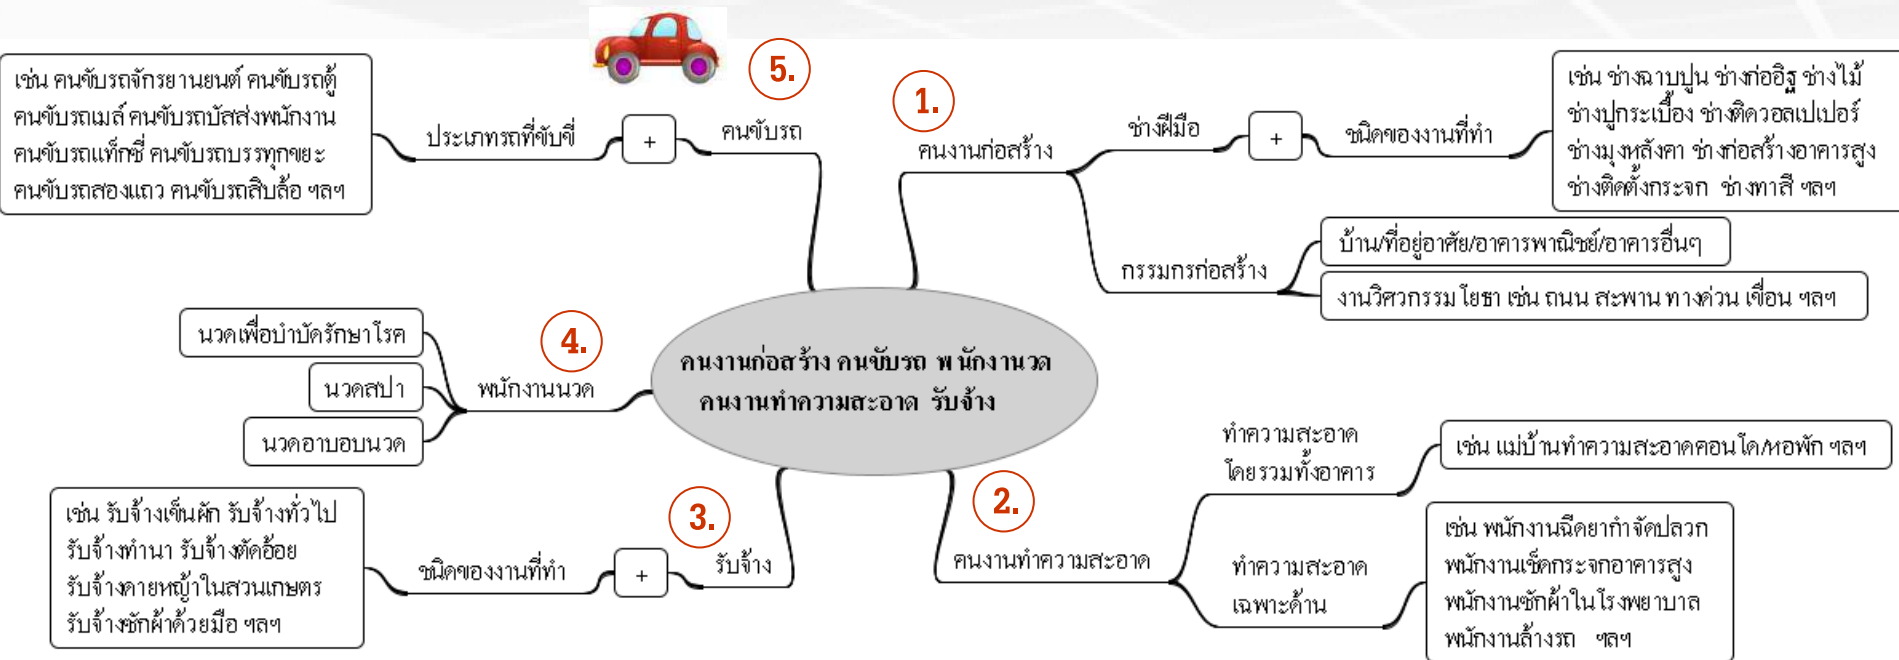 คนงานก่อสร้าง คนขับรถ พนักงานวด
คนงานทำความสะอาด รับจ้าง
1.
คนงานก่อสร้าง
ช่างฝีมือ
+
ชนิดของงานที่ทำ
เช่น ช่างฉาบปูน ช่างก่ออิฐ ช่างไม้
ช่างปูกระเบื้อง ช่างติดวอลเปเปอร์
ช่างมุงหลังคา ช่างก่อสร้างอาคารสูง
ช่างติดตั้งกระจก ช่างทาสี ฯลฯ
กรรมกรก่อสร้าง
บ้าน/ที่อยู่อาศัย/อาคารพาณิชย์/อาคารอื่นๆ
งานวิศวกรรมโยธา เช่น ถนน สะพาน ทางด่วน เขื่อน ฯลฯ
2.
คนงานทำความสะอาด
ทำความสะอาด
โดยรวมทั้งอาคาร
เช่น แม่บ้านทำความสะอาดคอนโด/หอพัก ฯลฯ
ทำความสะอาด
เฉพาะด้าน
เช่น พนักงานฉีดยากำจัดปลวก
พนักงานเช็ดกระจกอาคารสูง
พนักงานซักผ้าในโรงพยาบาล
พนักงานล้างรถ ฯลฯ
3.
รับจ้าง
+
ชนิดของงานที่ทำ
เช่น รับจ้างเข็นผัก รับจ้างทั่วไป
รับจ้างทำนา รับจ้างตัดอ้อย
รับจ้างดายหญ้าในสวนเกษตร
รับจ้างซักผ้าด้วยมือ ฯลฯ
4.
พนักงานนวด
นวดเพื่อบำบัดรักษาโรค
นวดสปา
นวดอาบอบนวด
5.
คนขับรถ
+
ประเภทรถที่ขับขี่
เช่น คนขับรถจักรยานยนต์ คนขับรถตู้
คนขับรถเมล์ คนขับรถบัสส่งพนักงาน
คนขับรถแท็กซี่ คนขับรถบรรทุกขยะ
คนขับรถสองแถว คนขับรถสิบล้อ ฯลฯ